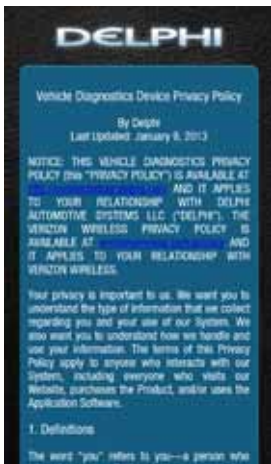 DELPHI
Vehicle Diagnostics Device Privacy Policy
By Delphi
Last Updated: January 8, 2013
NOTICE: THIS VEHICLE DIAGNOSTICS PRIVACY
POLICY (this "PRIVACY POLICY") IS AVAILABLE AT
AND IT APPLIES
TO YOUR RELATIONSHIP WITH DELPHI
AUTOMOTIVE SYSTEMS LLC ("DELPHI"). THE
VERIZON WIRELESS PRIVACY POLICY IS
AVAILABLE AT AND
IT APPLIES TO YOUR RELATIONSHIP WITH
VERIZON WIRELESS.
Your privacy is important to us. We want you to
understand the type of information that we collect
regarding you and your use of our System. We
also want you to understand how we handle and
use your information. The terms of this Privacy
Policy apply to anyone who interacts with our
System, including everyone who visits our
Website, purchases the Product, and/or uses the
Application Software.
1. Definitions
The word "you" refers to you—a person who